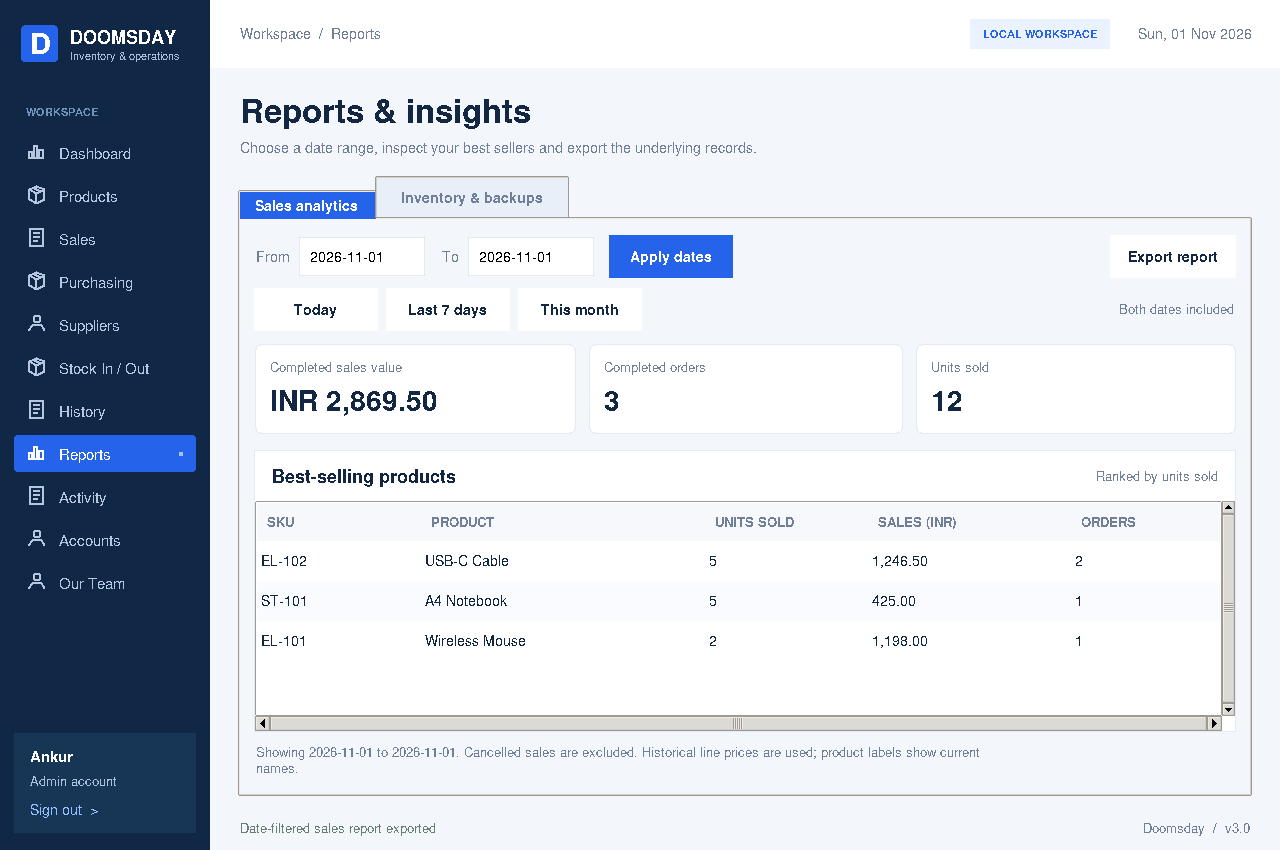 D
DOOMSDAY
Inventory & operations
WORKSPACE
Dashboard
Products
Sales
Purchasing
Suppliers
Stock In / Out
History
Reports
Activity
Accounts
Our Team
Ankur
Admin account
Sign out >
Workspace / Reports
LOCAL WORKSPACE
Sun, 01 Nov 2026
Reports & insights
Choose a date range, inspect your best sellers and export the underlying records.
Sales analytics
Inventory & backups
From 2026-11-01 To 2026-11-01 Apply dates Export report
Today Last 7 days This month Both dates included
Completed sales value
INR 2,869.50
Completed orders
3
Units sold
12
Best-selling products
Ranked by units sold
SKU PRODUCT UNITS SOLD SALES (INR) ORDERS
EL-102 USB-C Cable 5 1,246.50 2
ST-101 A4 Notebook 5 425.00 1
EL-101 Wireless Mouse 2 1,198.00 1
Showing 2026-11-01 to 2026-11-01. Cancelled sales are excluded. Historical line prices are used; product labels show current
names.
Date-filtered sales report exported
Doomsday / v3.0